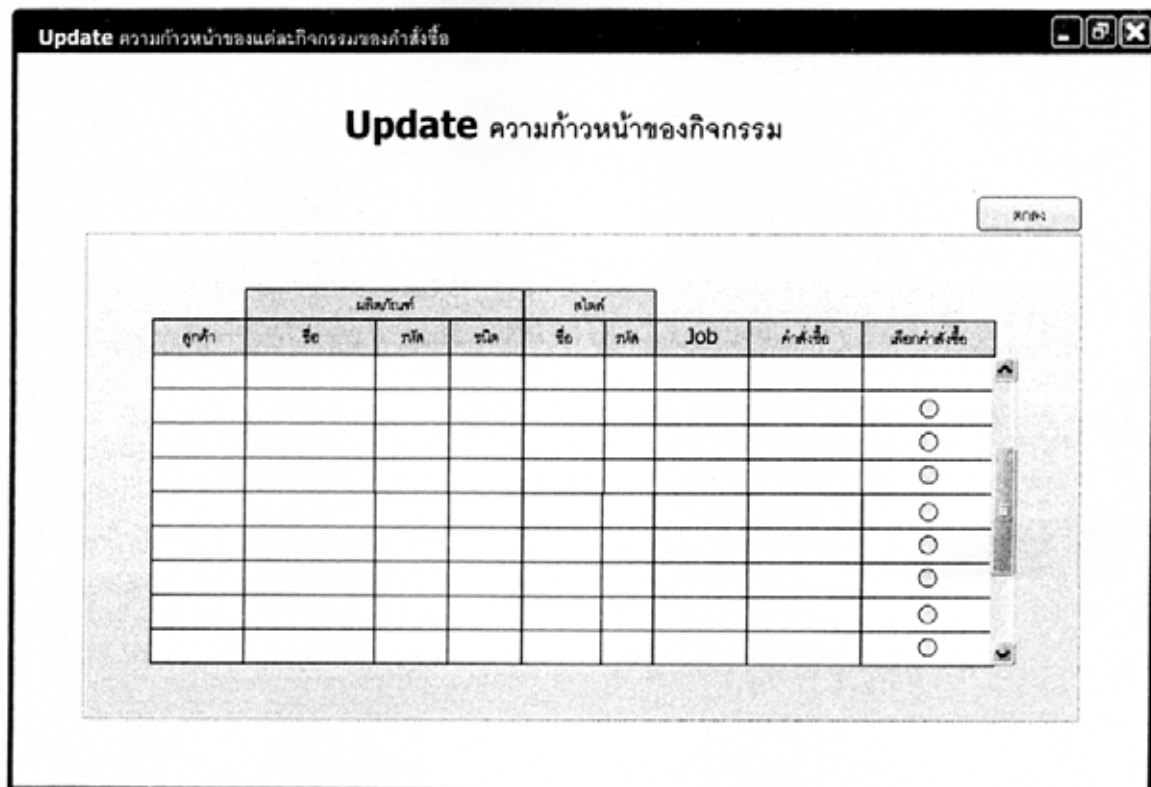 Update ความก้าวหน้าของแต่ละกิจกรรมของคำสั่งซื้อ
Update ความก้าวหน้าของกิจกรรม
ตกลง
ผลิตภัณฑ์ สไตล์
ลูกค้า ชื่อ รหัส ชนิด ชื่อ รหัส Job คำสั่งซื้อ เลือกคำสั่งซื้อ